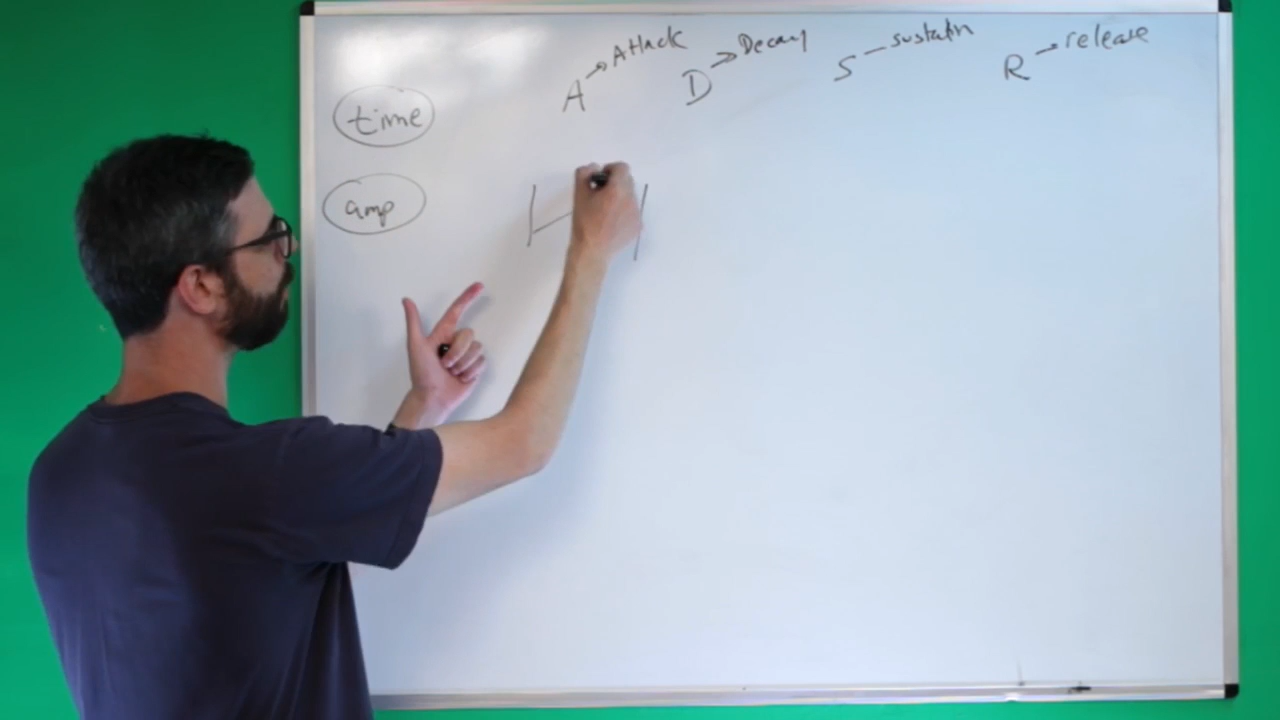 A → Attack D → Decay S – sustain R → release
time
amp